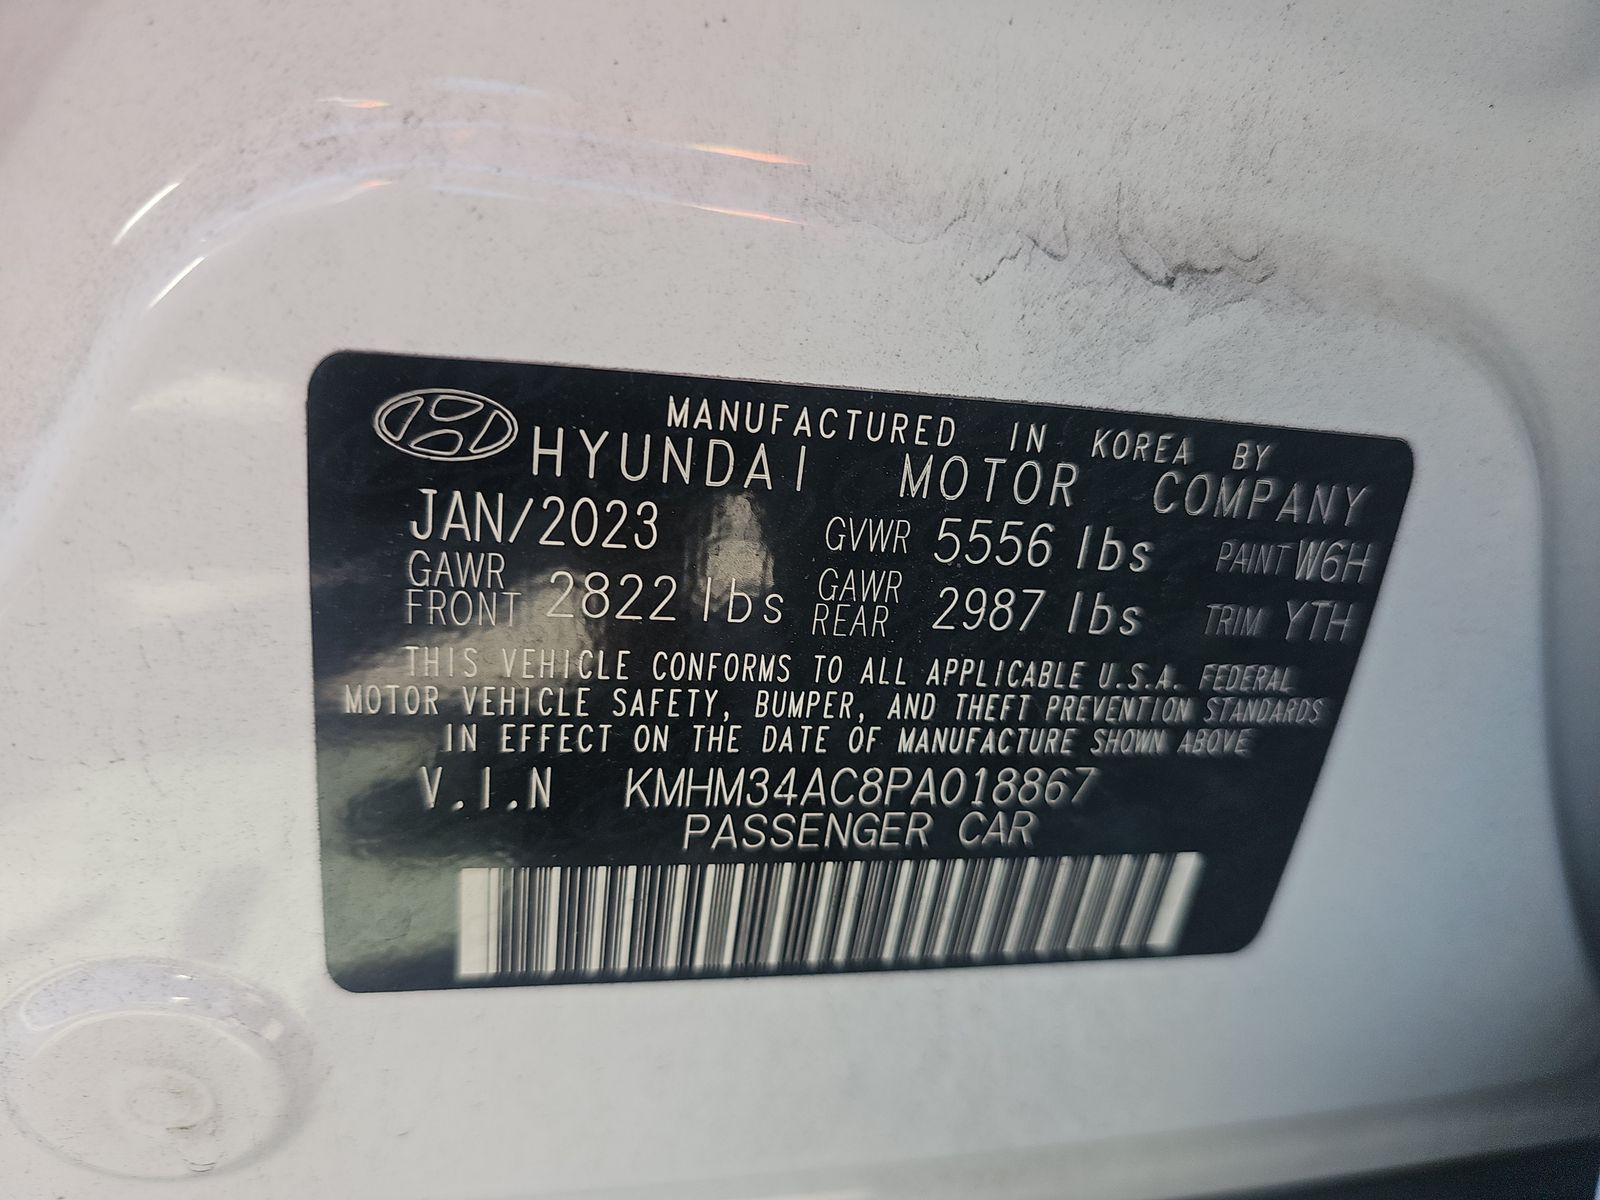 MANUFACTURED IN KOREA BY
HYUNDAI MOTOR COMPANY
JAN/2023 GVWR 5556 lbs PAINT W6H
GAWR FRONT 2822 lbs GAWR REAR 2987 lbs TRIM YTH
THIS VEHICLE CONFORMS TO ALL APPLICABLE U.S.A. FEDERAL
MOTOR VEHICLE SAFETY, BUMPER, AND THEFT PREVENTION STANDARDS
IN EFFECT ON THE DATE OF MANUFACTURE SHOWN ABOVE
V.I.N KMHM34AC8PA018867
PASSENGER CAR